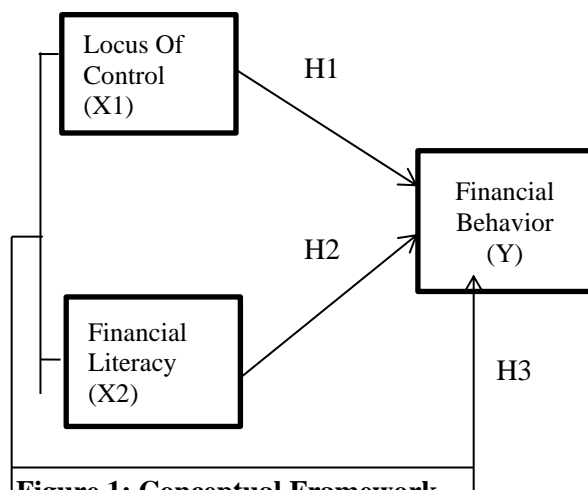 Locus Of
Control
(X1)
H1
Financial
Behavior
(Y)
H2
Financial
Literacy
(X2)
H3
Figure 1: Conceptual Framework